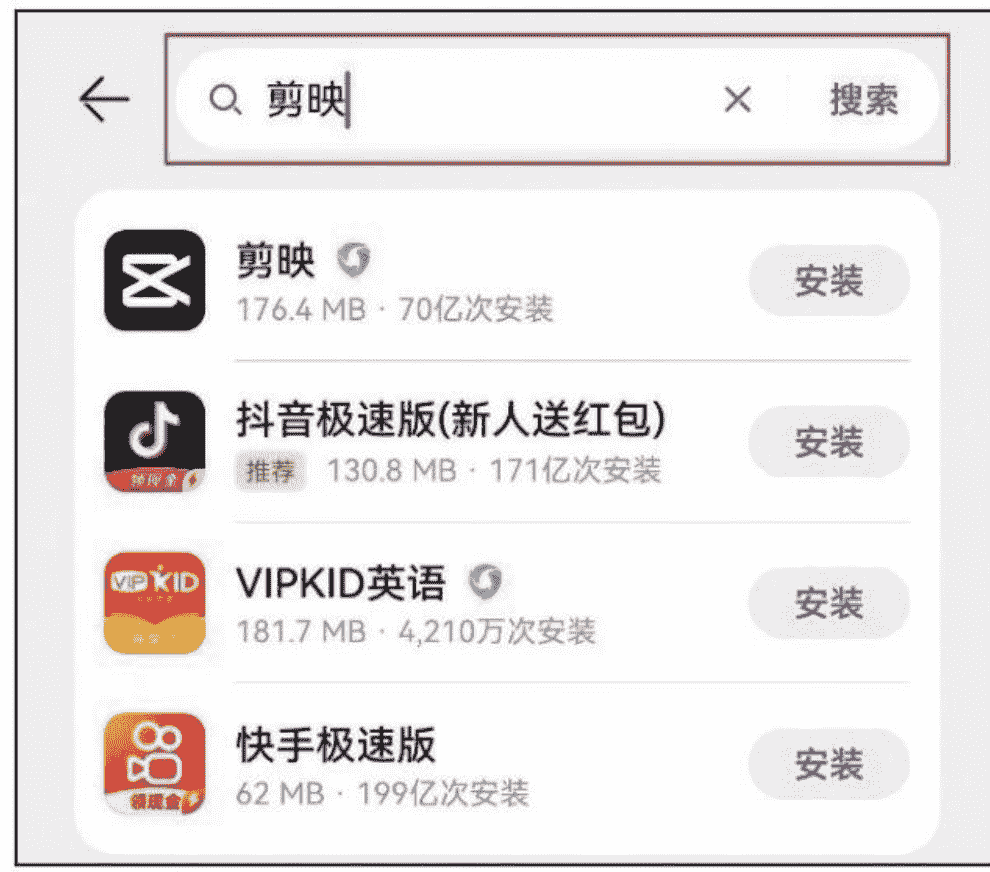 剪映
搜索
剪映
176.4 MB · 70亿次安装
安装
抖音极速版(新人送红包)
推荐 130.8 MB · 171亿次安装
安装
VIPKID
VIPKID英语
181.7 MB · 4,210万次安装
安装
快手极速版
62 MB · 199亿次安装
安装